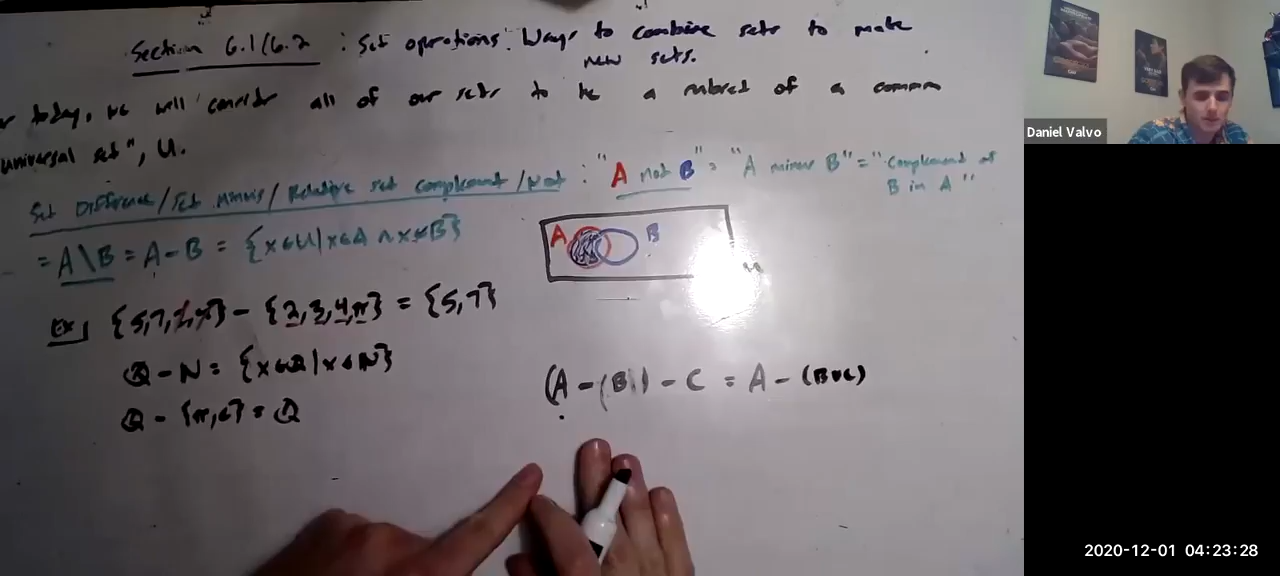 Section 6.1/6.2 : Set oprations: Ways to combine sets to make
new sets.
r today, we will consider all of our sets to be a subset of a common
universal set", U.
Set Difference/Set Minus/Relative set complement/Not : "A not B" = "A minus B" = "Complement of
B in A"
= A\B = A-B = {x∈U|x∈A ∧ x∉B}
A B
U
Ex) {5,7,2,π} - {2,3,4,π} = {5,7}
Q - N = {x∈Q|x∉N}
(A - (B)) - C = A - (B∪C)
Q - {π,e} = Q
Daniel Valvo
2020-12-01 04:23:28